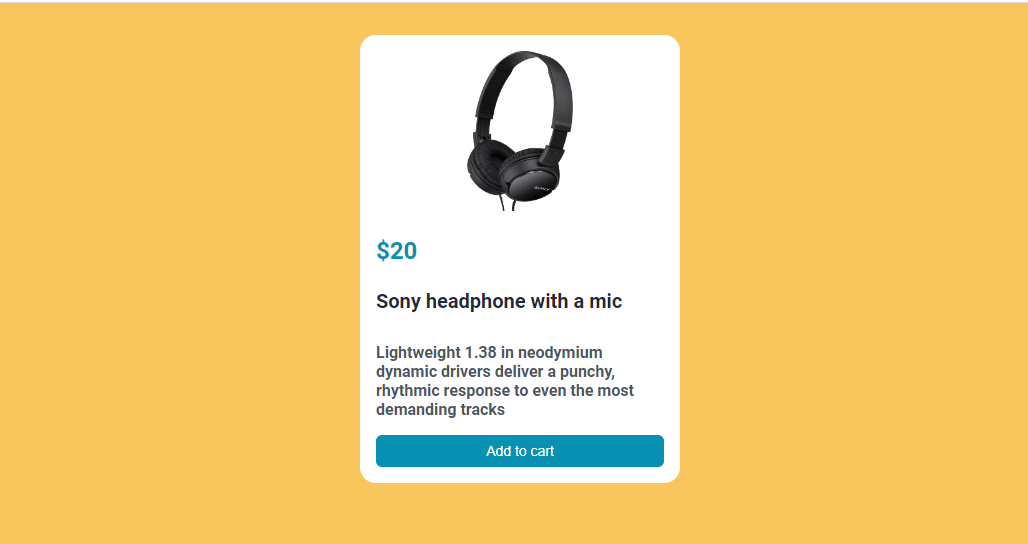 SONY
$20
Sony headphone with a mic
Lightweight 1.38 in neodymium
dynamic drivers deliver a punchy,
rhythmic response to even the most
demanding tracks
Add to cart